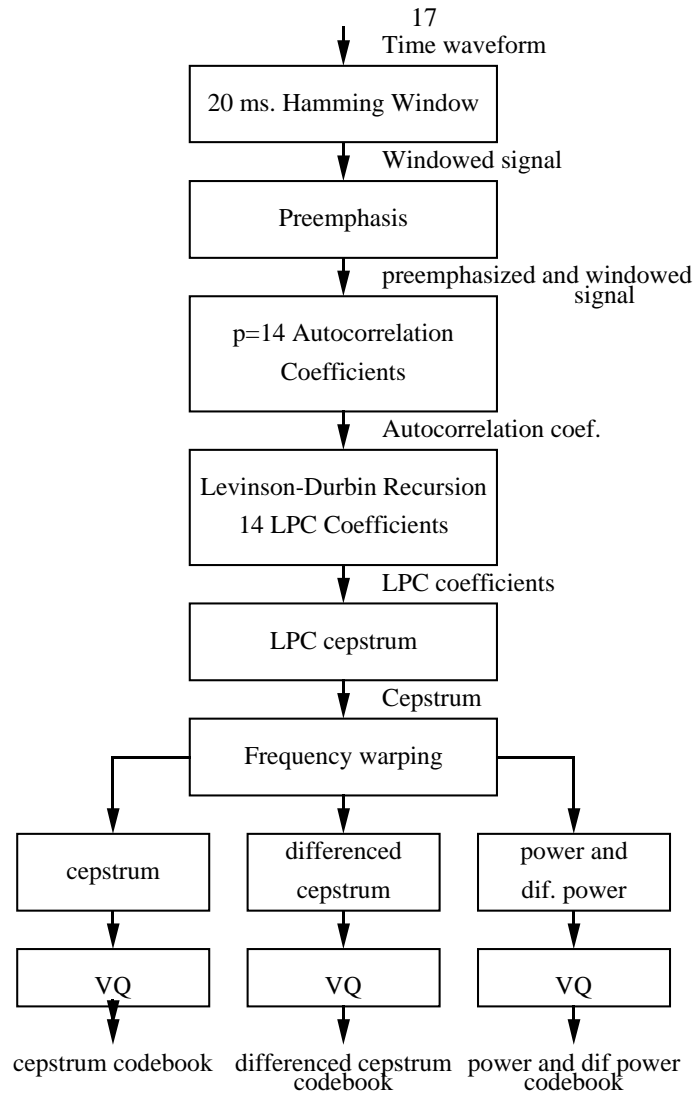 17
Time waveform
20 ms. Hamming Window
Windowed signal
Preemphasis
preemphasized and windowed
signal
p=14 Autocorrelation
Coefficients
Autocorrelation coef.
Levinson-Durbin Recursion
14 LPC Coefficients
LPC coefficients
LPC cepstrum
Cepstrum
Frequency warping
cepstrum
differenced
cepstrum
power and
dif. power
VQ
VQ
VQ
cepstrum codebook
differenced cepstrum
codebook
power and dif power
codebook